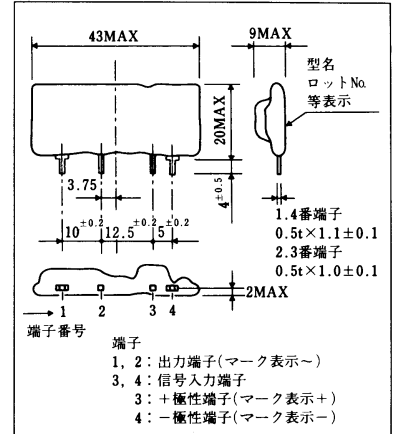 43MAX
9MAX
型名
ロットNo.
等表示
20MAX
3.75
4±0.5
10±0.2
12.5±0.2
5±0.2
1.4番端子
0.5t×1.1±0.1
2.3番端子
0.5t×1.0±0.1
2MAX
1 2 3 4
端子番号
端子
1, 2：出力端子(マーク表示～)
3, 4：信号入力端子
3：＋極性端子(マーク表示＋)
4：－極性端子(マーク表示－)